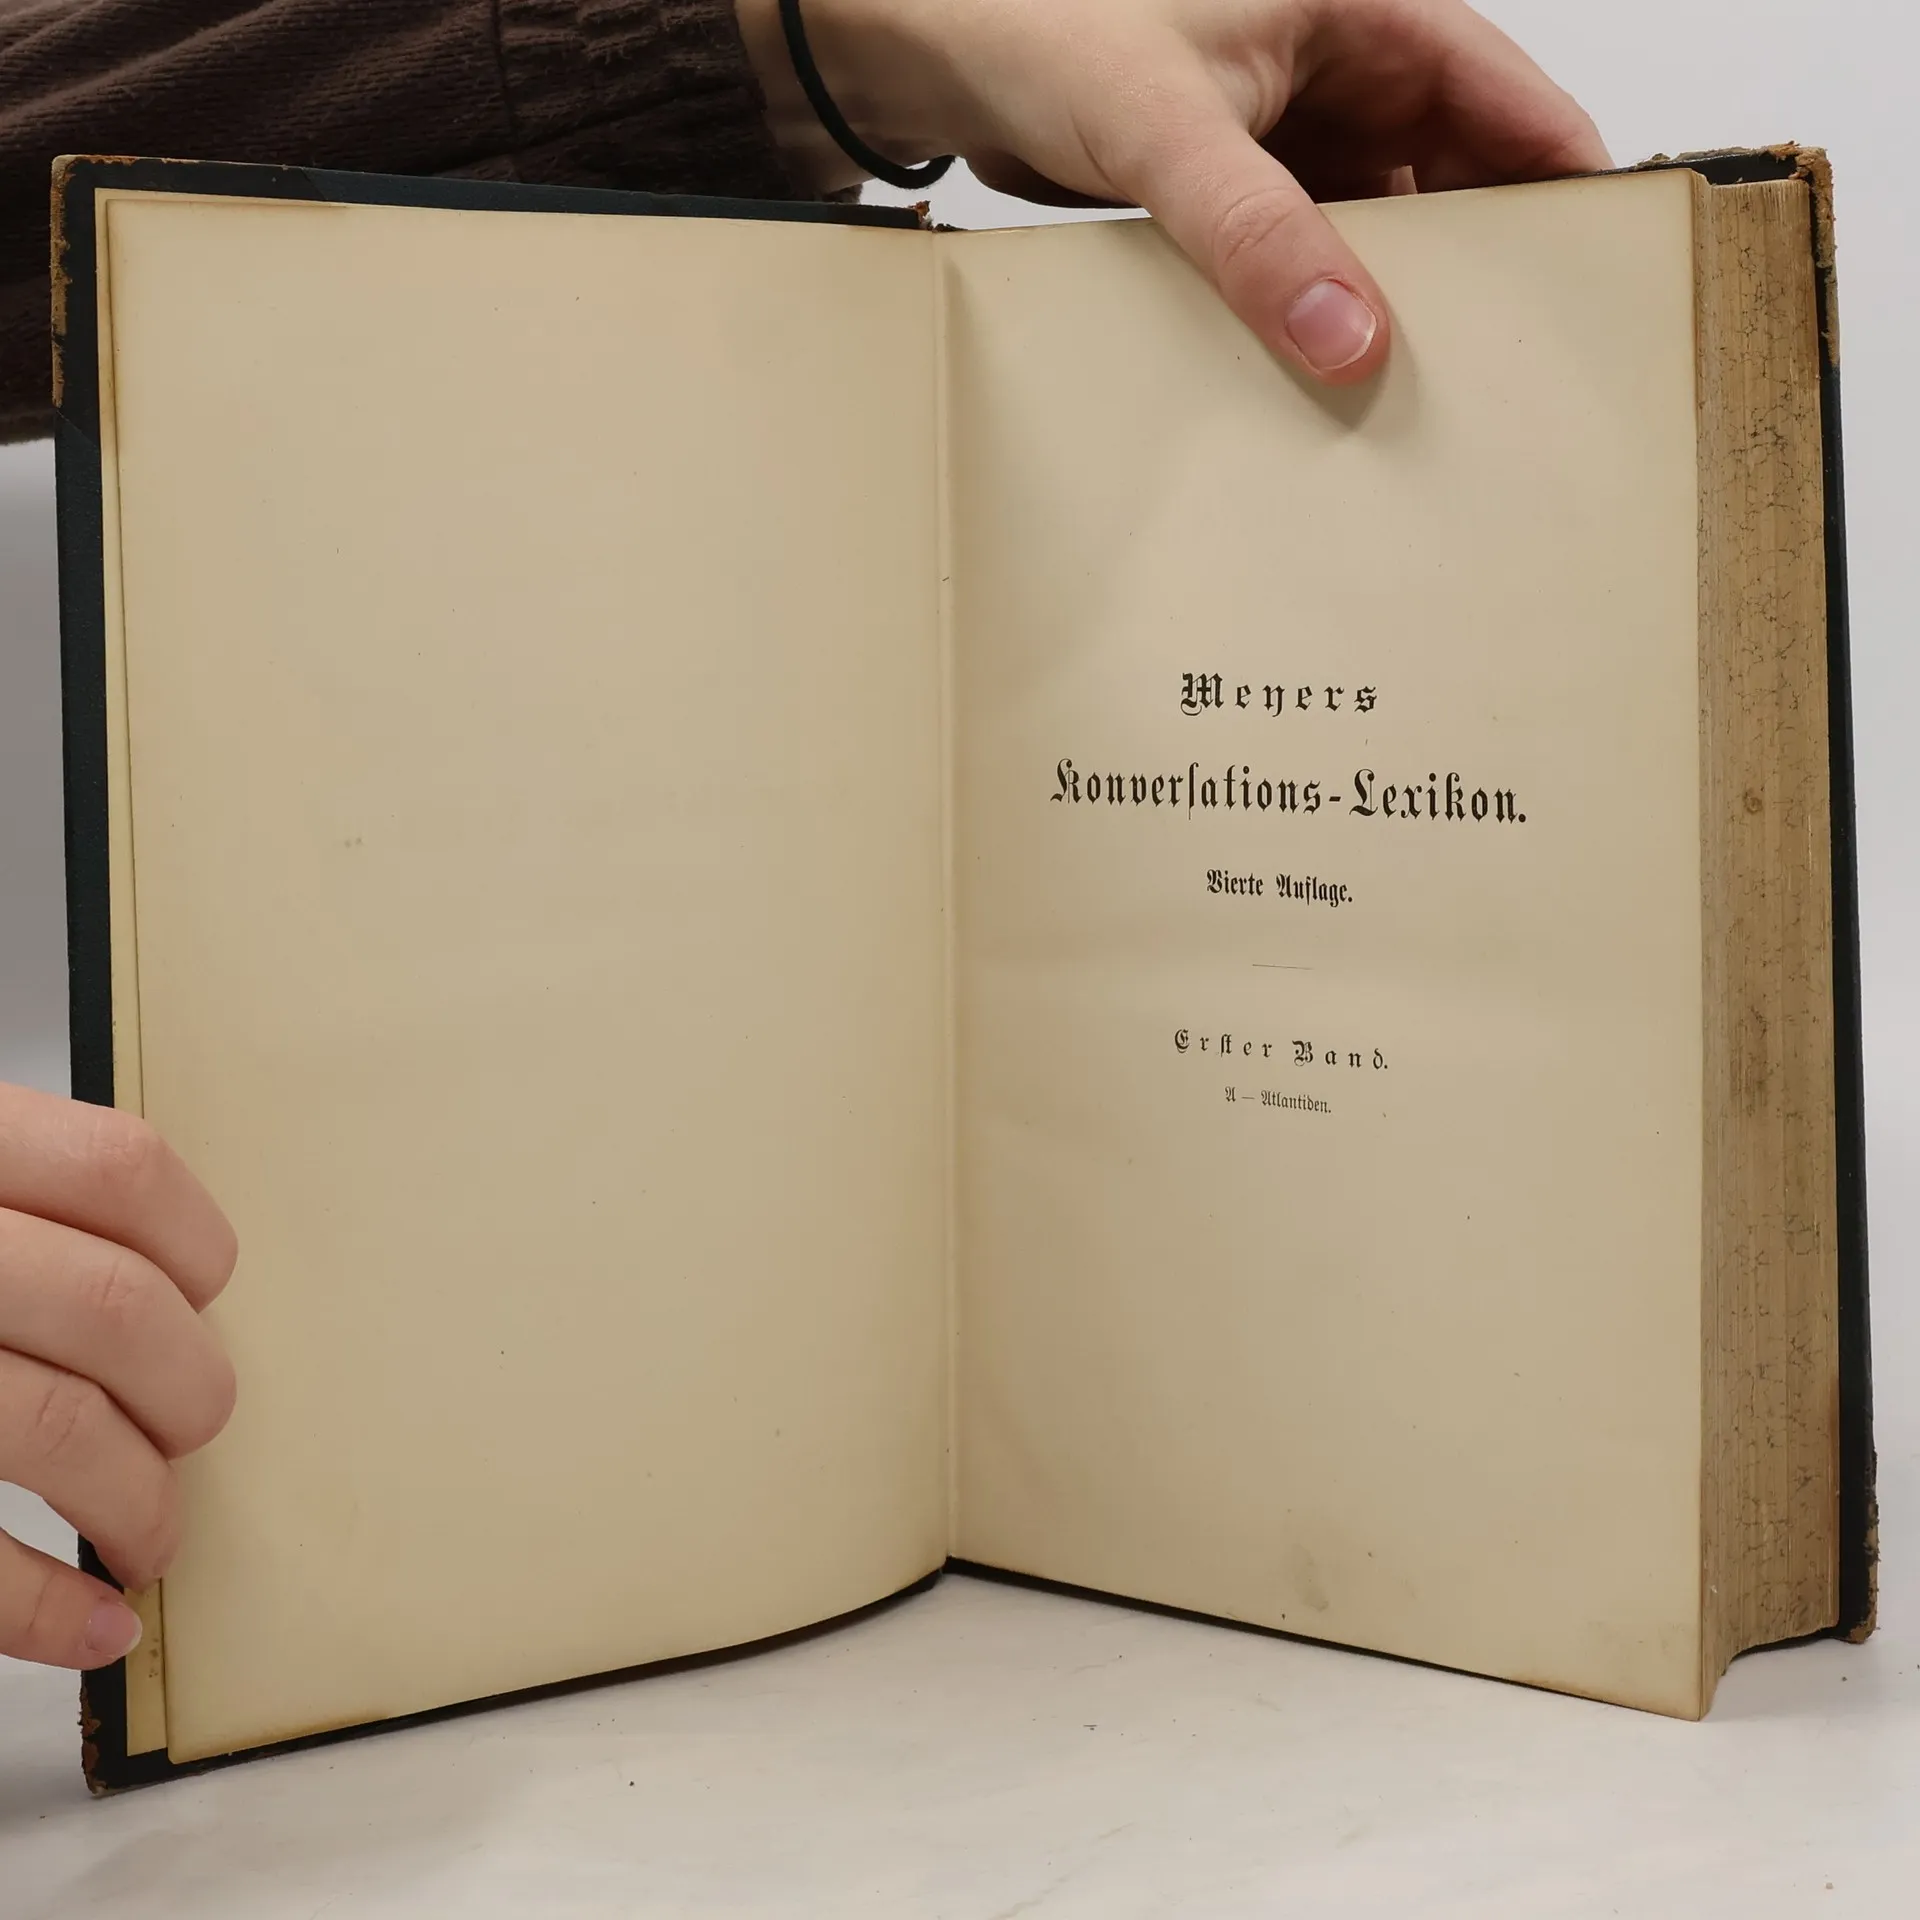 Meyers
Konverſations-Lexikon.
Vierte Auflage.
Erſter Band.
A — Atlantiden.